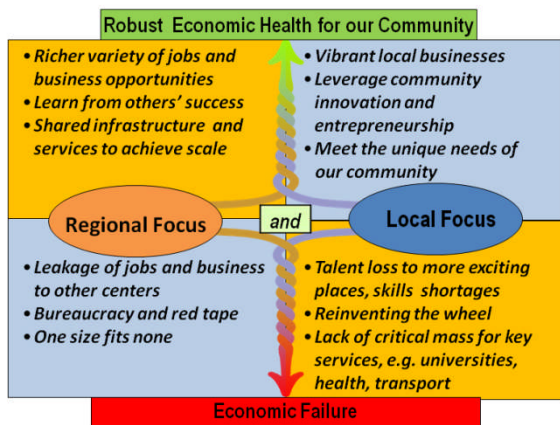 Robust Economic Health for our Community
• Richer variety of jobs and
business opportunities
• Learn from others' success
• Shared infrastructure and
services to achieve scale
• Vibrant local businesses
• Leverage community
innovation and
entrepreneurship
• Meet the unique needs of
our community
Regional Focus
and
Local Focus
• Leakage of jobs and business
to other centers
• Bureaucracy and red tape
• One size fits none
• Talent loss to more exciting
places, skills shortages
• Reinventing the wheel
• Lack of critical mass for key
services, e.g. universities,
health, transport
Economic Failure